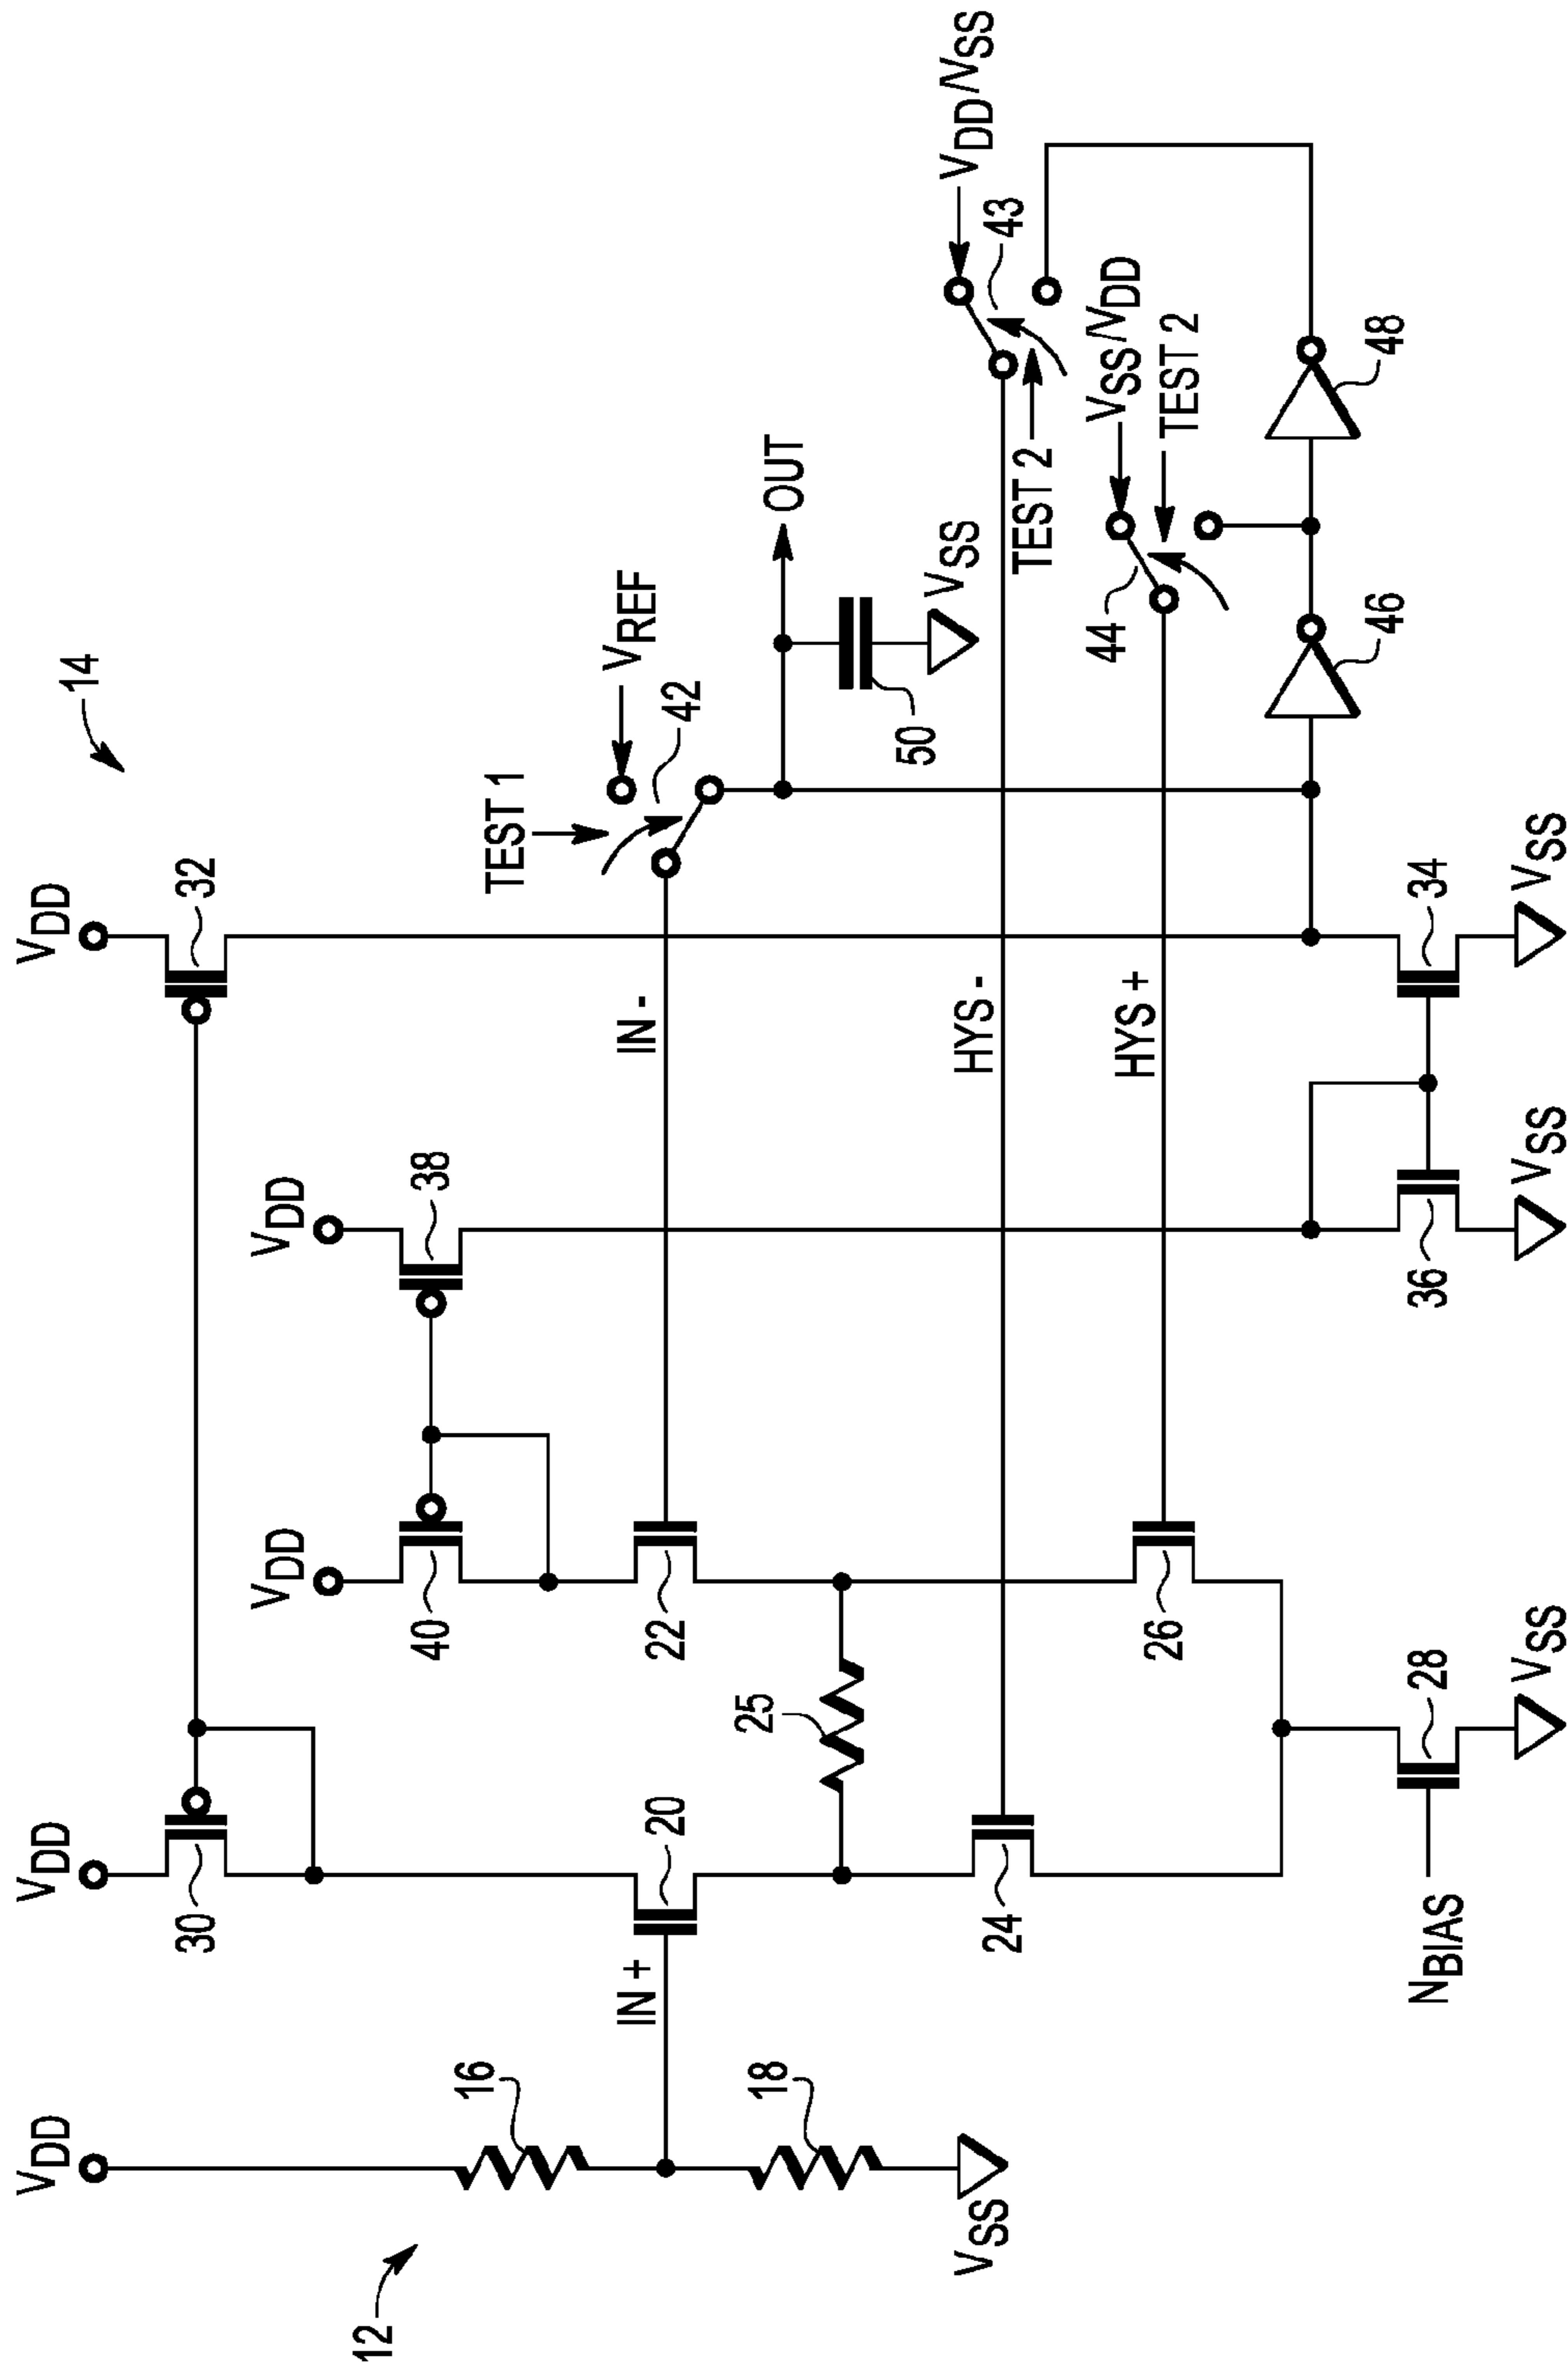 14
VDD
VDD
VDD
30
32
VDD
VDD
12
40
38
16
TEST 1
IN +
IN -
VREF
20
22
42
25
18
OUT
50
VSS
VDD/VSS
VSS
HYS -
24
43
TEST 2
44
VSS/VDD
HYS +
26
TEST 2
46
48
NBIAS
28
36
34
VSS
VSS
VSS